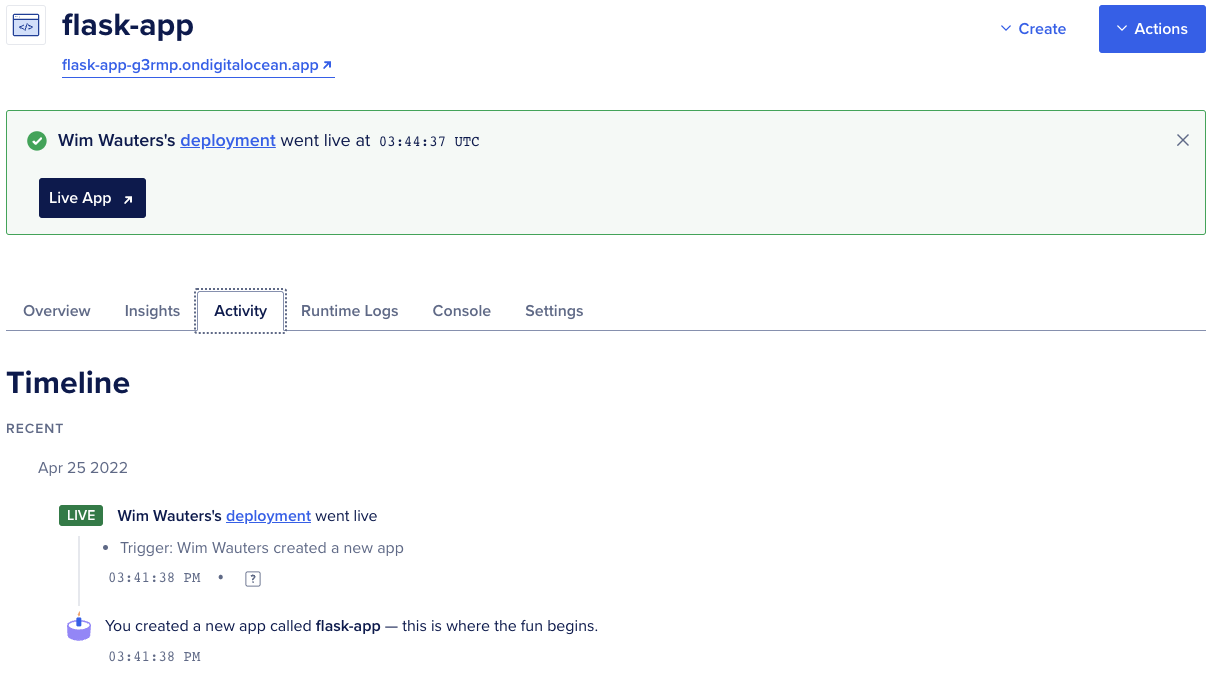 flask-app
Create
Actions
flask-app-g3rmp.ondigitalocean.app
Wim Wauters's deployment went live at 03:44:37 UTC
Live App
Overview Insights Activity Runtime Logs Console Settings
Timeline
RECENT
Apr 25 2022
LIVE Wim Wauters's deployment went live
• Trigger: Wim Wauters created a new app
03:41:38 PM • ?
You created a new app called flask-app — this is where the fun begins.
03:41:38 PM